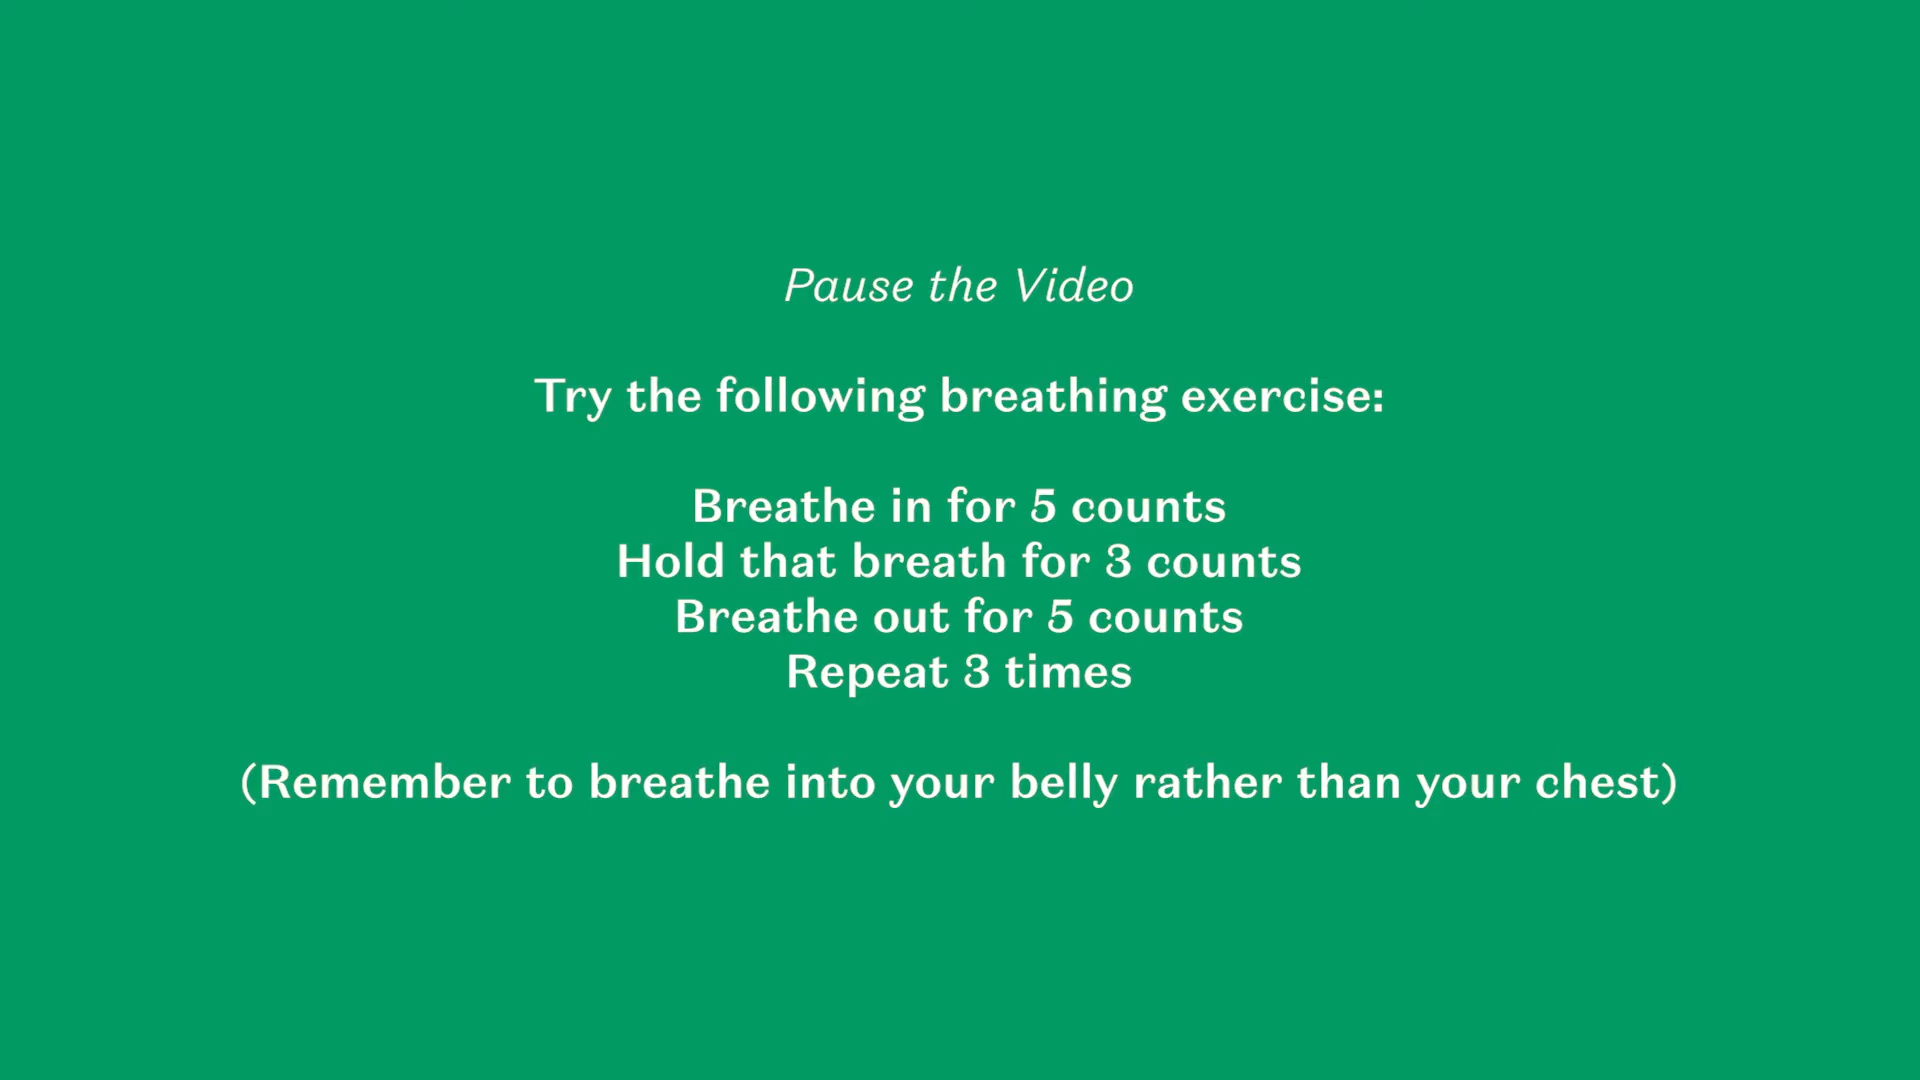 Pause the Video
Try the following breathing exercise:
Breathe in for 5 counts
Hold that breath for 3 counts
Breathe out for 5 counts
Repeat 3 times
(Remember to breathe into your belly rather than your chest)